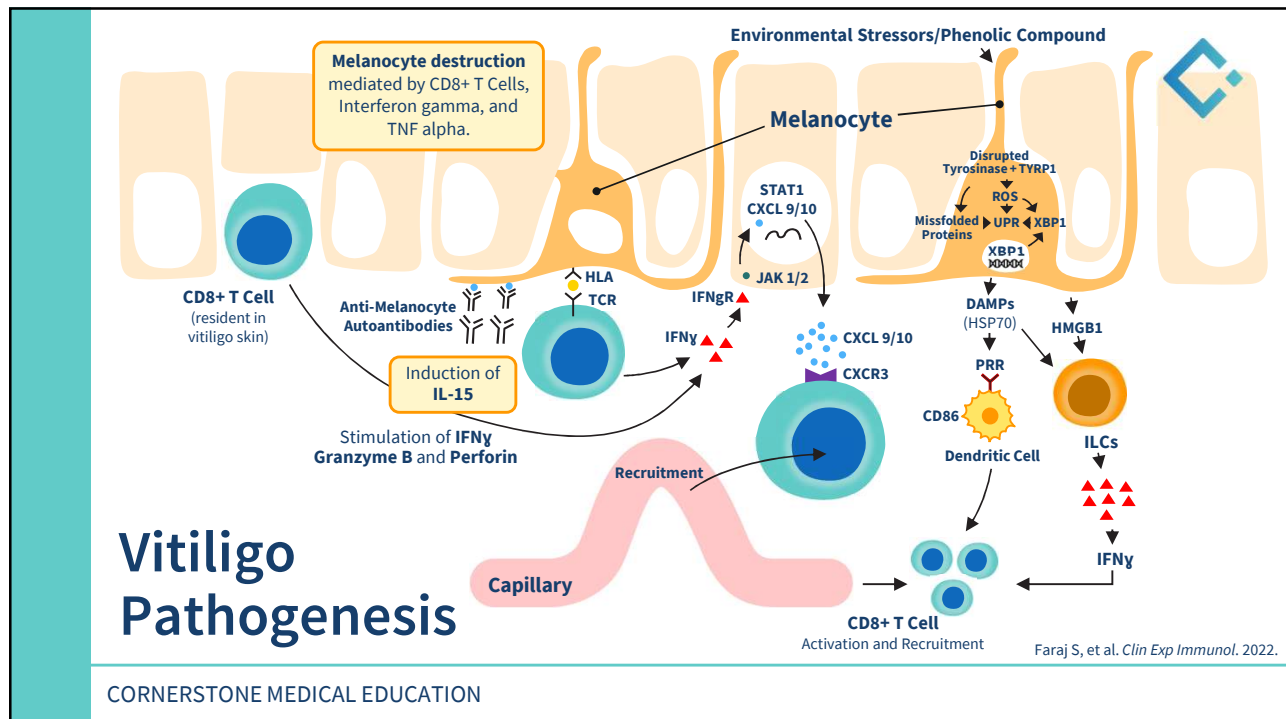 Environmental Stressors/Phenolic Compound
Melanocyte destruction
mediated by CD8+ T Cells,
Interferon gamma, and
TNF alpha.
Melanocyte
Disrupted
Tyrosinase + TYRP1
ROS
Missfolded
Proteins
UPR
XBP1
XBP1
STAT1
CXCL 9/10
JAK 1/2
HLA
TCR
IFNgR
IFNɣ
CD8+ T Cell
(resident in
vitiligo skin)
Anti-Melanocyte
Autoantibodies
Induction of
IL-15
Stimulation of IFNɣ
Granzyme B and Perforin
CXCL 9/10
CXCR3
DAMPs
(HSP70)
HMGB1
PRR
CD86
Dendritic Cell
ILCs
IFNɣ
Recruitment
Capillary
CD8+ T Cell
Activation and Recruitment
Vitiligo
Pathogenesis
Faraj S, et al. Clin Exp Immunol. 2022.
CORNERSTONE MEDICAL EDUCATION